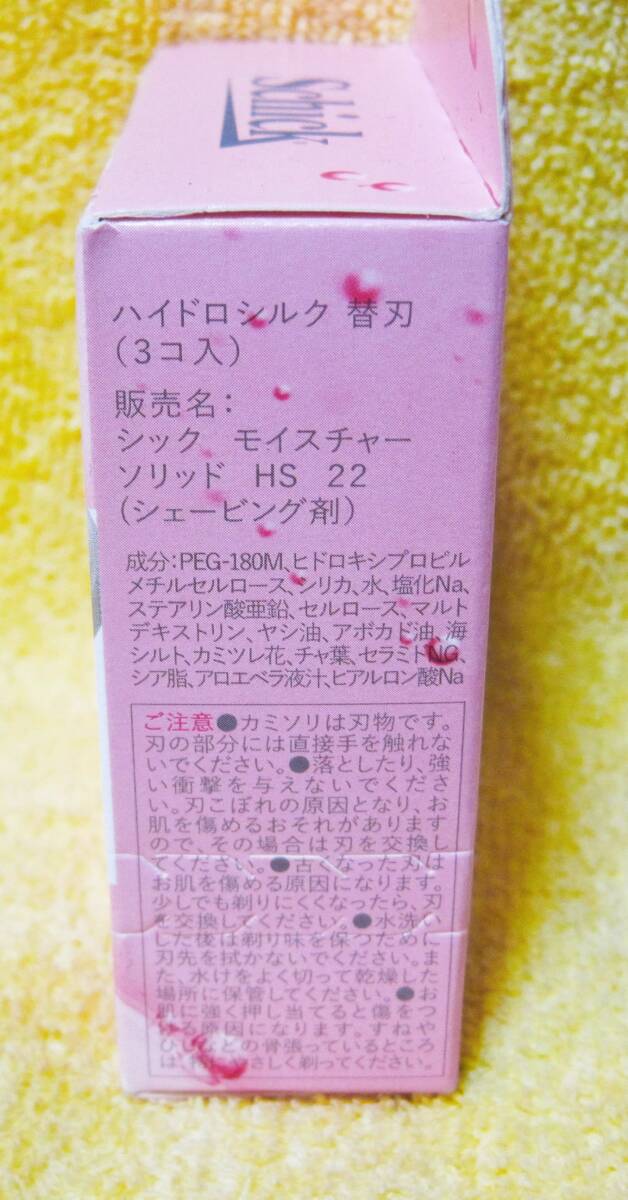 Schick
ハイドロシルク 替刃
（3コ入）
販売名：
シック　モイスチャー
ソリッド　HS　22
（シェービング剤）
成分：PEG-180M、ヒドロキシプロピル
メチルセルロース、シリカ、水、塩化Na、
ステアリン酸亜鉛、セルロース、マルト
デキストリン、ヤシ油、アボカド油、海
シルト、カミツレ花、チャ葉、セラミドNG、
シア脂、アロエベラ液汁、ヒアルロン酸Na
ご注意●カミソリは刃物です。
刃の部分には直接手を触れな
いでください。●落としたり、強
い衝撃を与えないでくださ
い。刃こぼれの原因となり、お
肌を傷めるおそれがあります
ので、その場合は刃を交換し
てください。●古くなった刃は
お肌を傷める原因になります。
少しでも剃りにくくなったら、刃
を交換してください。●水洗い
した後は剃り味を保つために
刃先を拭かないでください。ま
た、水けをよく切って乾燥した
場所に保管してください。●お
肌に強く押し当てると傷をつ
ける原因になります。すねや
ひじなどの骨張っているところ
は、特にやさしく剃ってください。